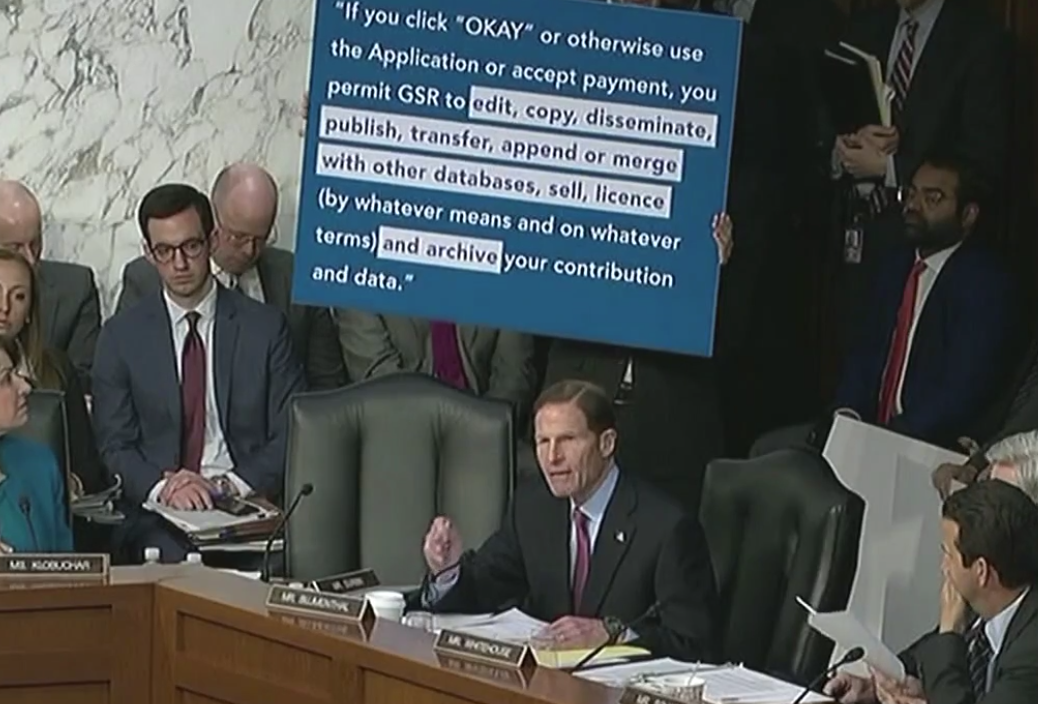 "If you click "OKAY" or otherwise use
the Application or accept payment, you
permit GSR to edit, copy, disseminate,
publish, transfer, append or merge
with other databases, sell, licence
(by whatever means and on whatever
terms) and archive your contribution
and data."
MS. KLOBUCHAR
MR. DURBIN
MR. BLUMENTHAL
MR. WHITEHOUSE